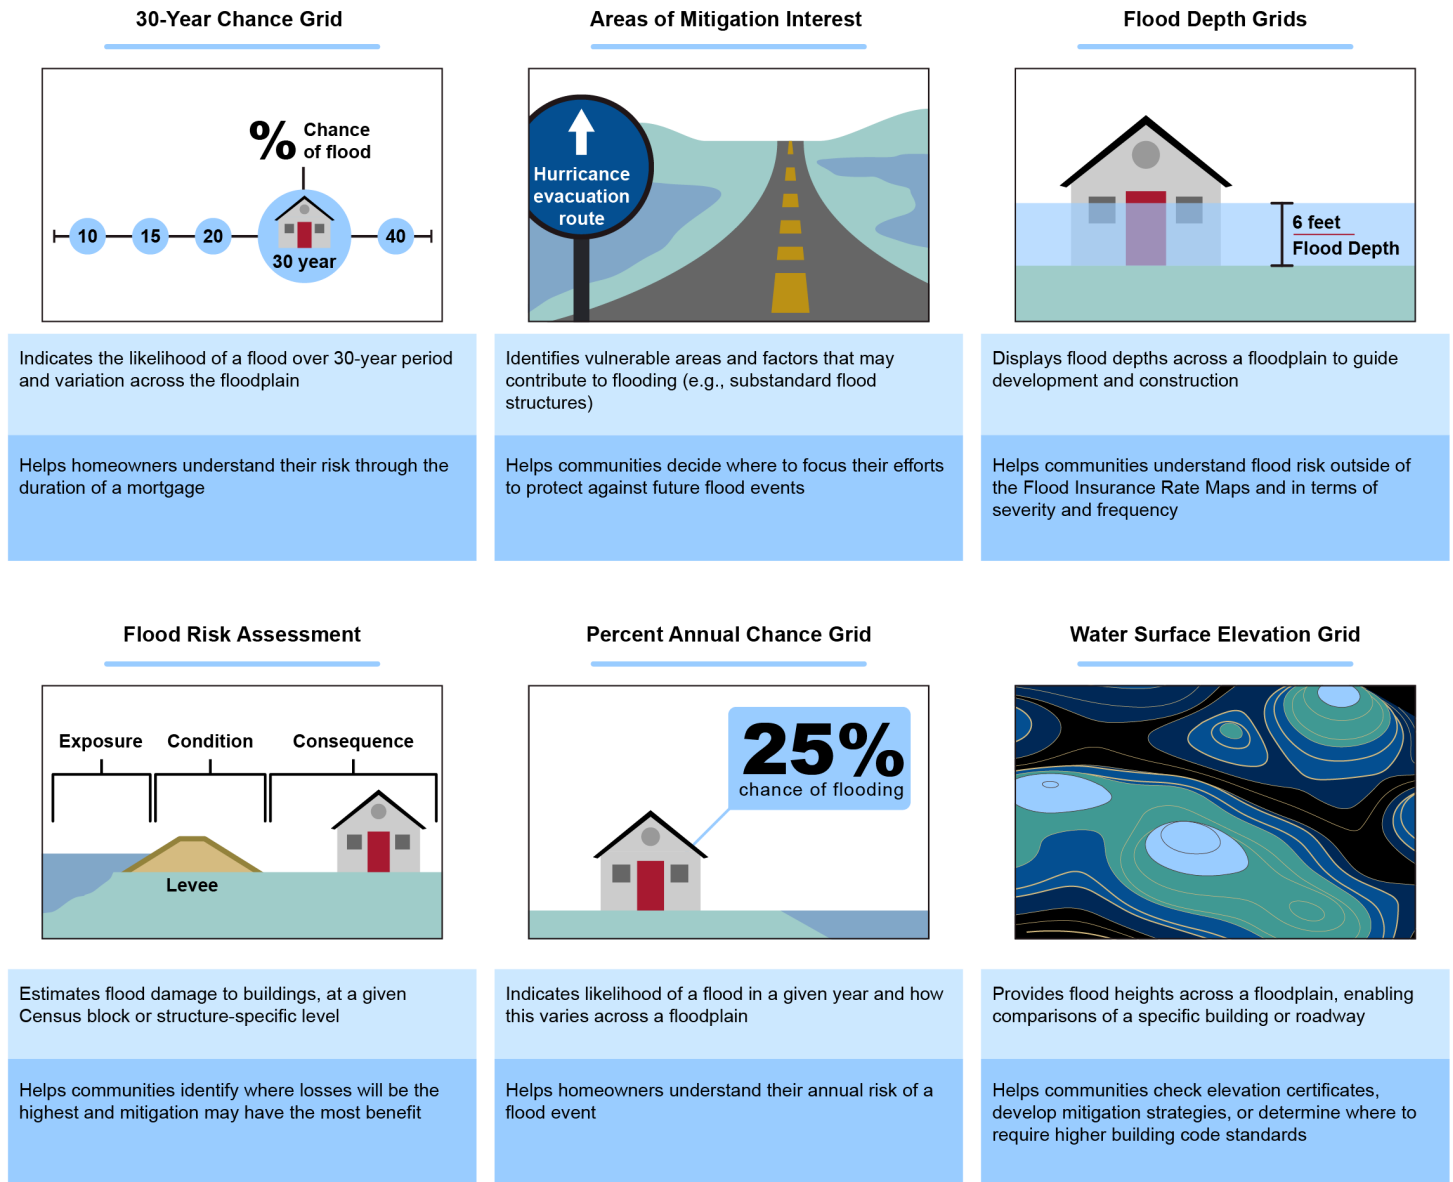 30-Year Chance Grid
%
Chance
of flood
10
15
20
30 year
40
Indicates the likelihood of a flood over 30-year period
and variation across the floodplain
Helps homeowners understand their risk through the
duration of a mortgage
Areas of Mitigation Interest
Hurricance
evacuation
route
Identifies vulnerable areas and factors that may
contribute to flooding (e.g., substandard flood
structures)
Helps communities decide where to focus their efforts
to protect against future flood events
Flood Depth Grids
6 feet
Flood Depth
Displays flood depths across a floodplain to guide
development and construction
Helps communities understand flood risk outside of
the Flood Insurance Rate Maps and in terms of
severity and frequency
Flood Risk Assessment
Exposure
Condition
Consequence
Levee
Estimates flood damage to buildings, at a given
Census block or structure-specific level
Helps communities identify where losses will be the
highest and mitigation may have the most benefit
Percent Annual Chance Grid
25%
chance of flooding
Indicates likelihood of a flood in a given year and how
this varies across a floodplain
Helps homeowners understand their annual risk of a
flood event
Water Surface Elevation Grid
Provides flood heights across a floodplain, enabling
comparisons of a specific building or roadway
Helps communities check elevation certificates,
develop mitigation strategies, or determine where to
require higher building code standards